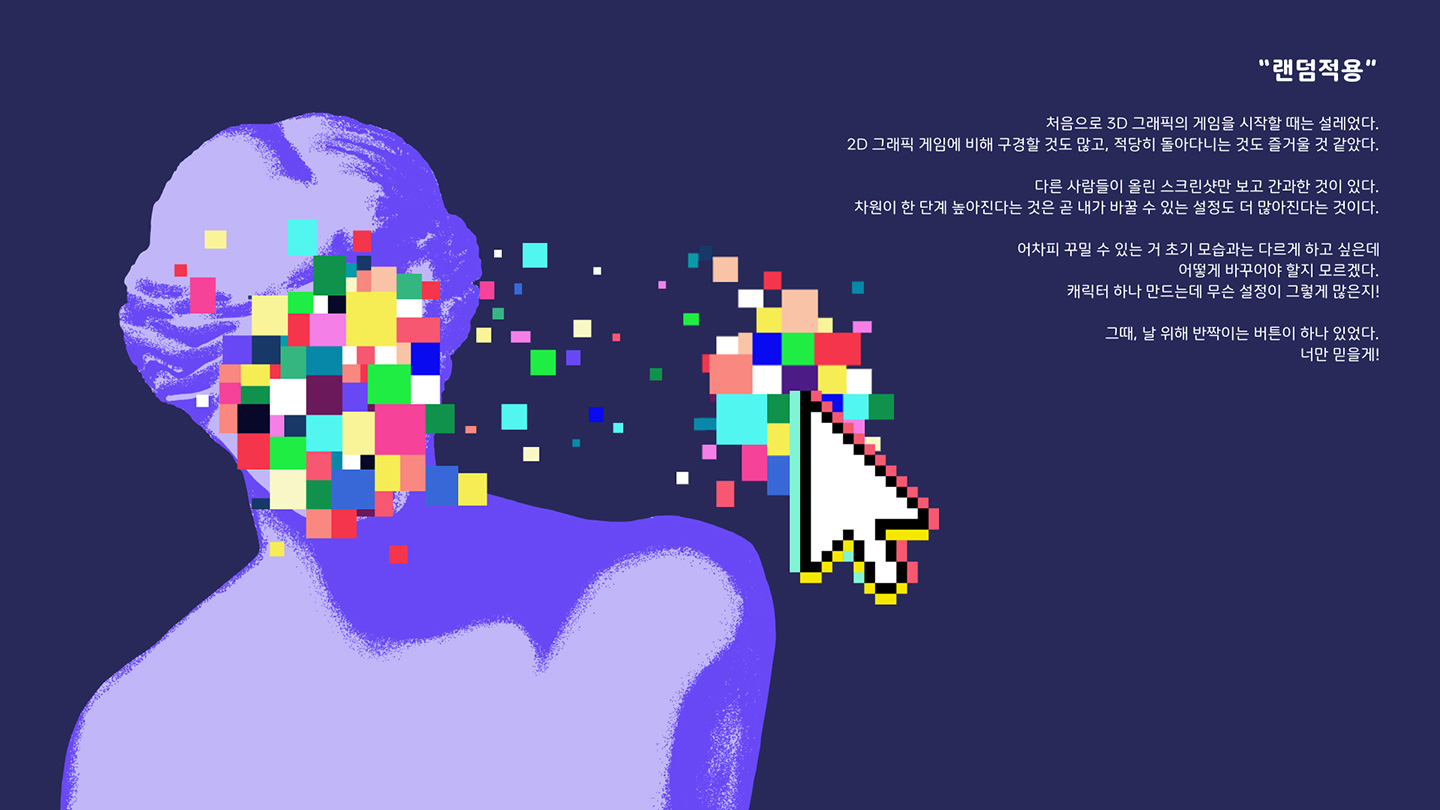 “랜덤적용”
처음으로 3D 그래픽의 게임을 시작할 때는 설레었다.
2D 그래픽 게임에 비해 구경할 것도 많고, 적당히 돌아다니는 것도 즐거울 것 같았다.
다른 사람들이 올린 스크린샷만 보고 간과한 것이 있다.
차원이 한 단계 높아진다는 것은 곧 내가 바꿀 수 있는 설정도 더 많아진다는 것이다.
어차피 꾸밀 수 있는 거 초기 모습과는 다르게 하고 싶은데
어떻게 바꾸어야 할지 모르겠다.
캐릭터 하나 만드는데 무슨 설정이 그렇게 많은지!
그때, 날 위해 반짝이는 버튼이 하나 있었다.
너만 믿을게!